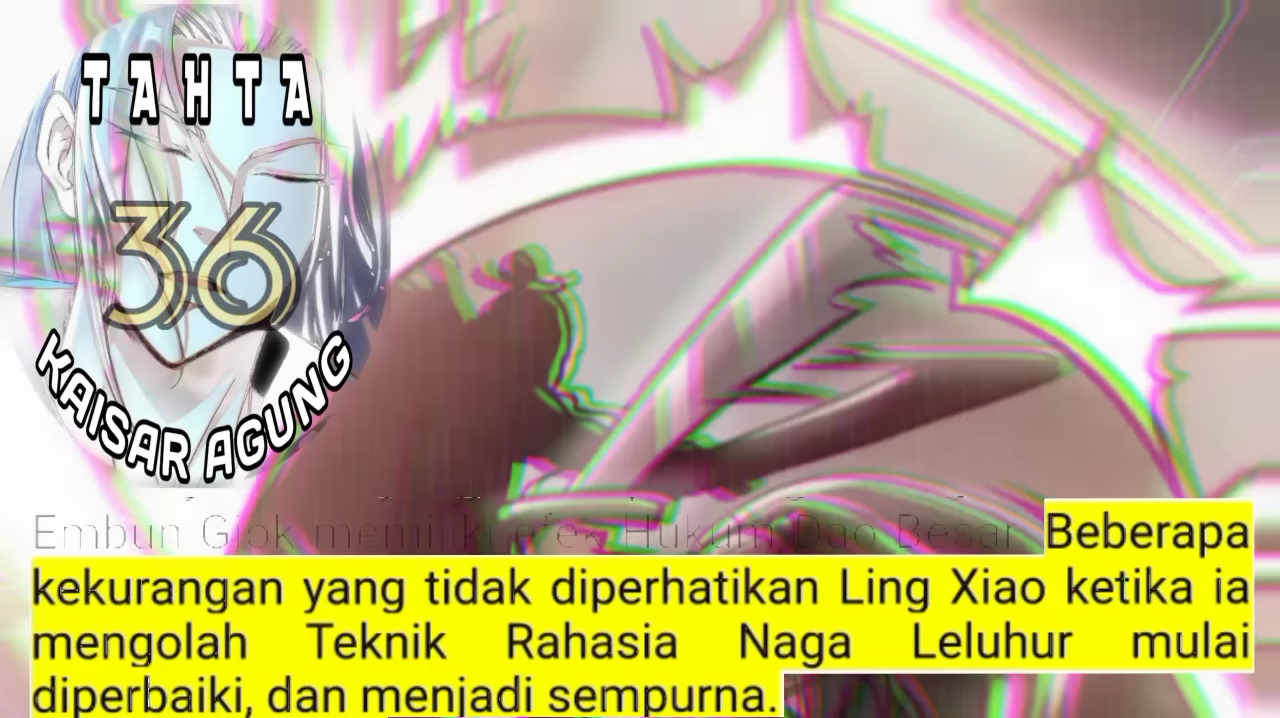 TAHTA
36
KAISAR AGUNG
Embun Giok memiliki efek Hukum Dao Besar. Beberapa
kekurangan yang tidak diperhatikan Ling Xiao ketika ia
mengolah Teknik Rahasia Naga Leluhur mulai
diperbaiki, dan menjadi sempurna.